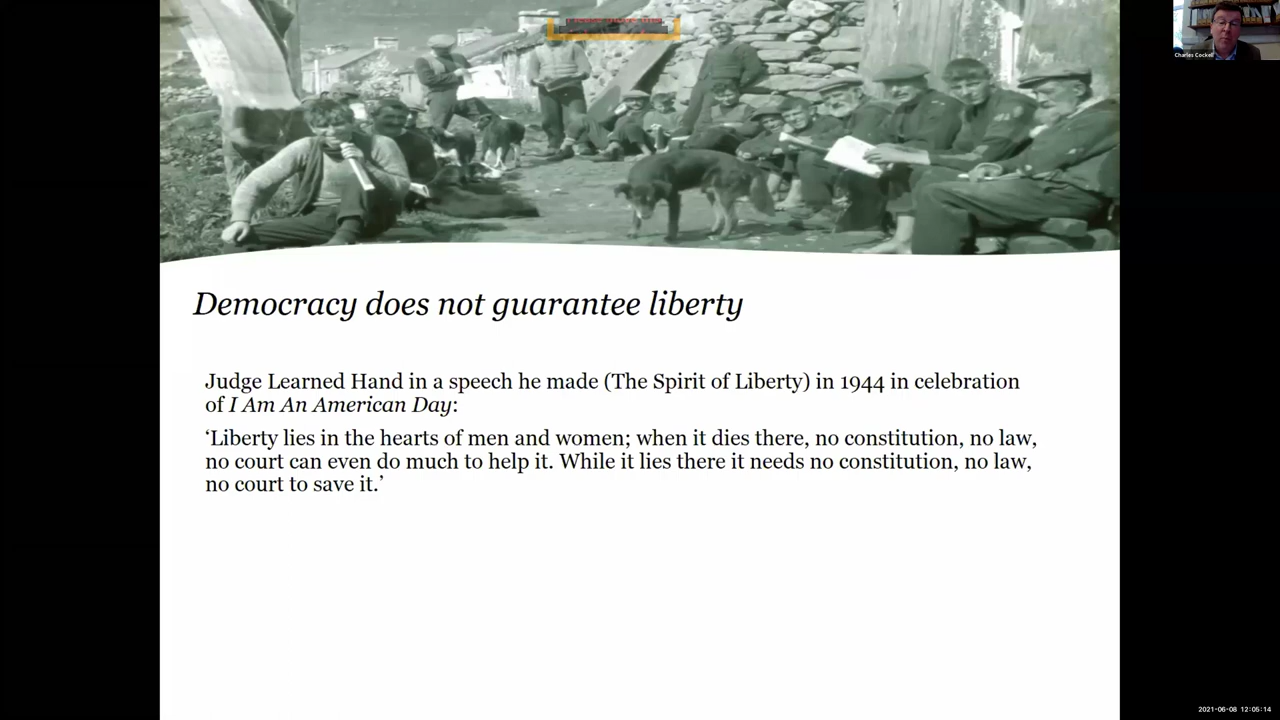 Charles Cockell
Democracy does not guarantee liberty
Judge Learned Hand in a speech he made (The Spirit of Liberty) in 1944 in celebration
of I Am An American Day:
‘Liberty lies in the hearts of men and women; when it dies there, no constitution, no law,
no court can even do much to help it. While it lies there it needs no constitution, no law,
no court to save it.’
2021-06-08 12:05:14